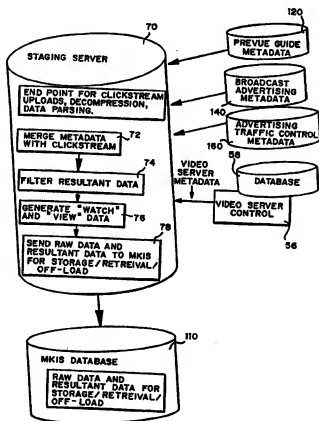 70
STAGING SERVER
END POINT FOR CLICKSTREAM
UPLOADS, DECOMPRESSION,
DATA PARSING.
72
MERGE METADATA
WITH CLICKSTREAM
74
FILTER RESULTANT
DATA
GENERATE "WATCH"
AND "VIEW" DATA
76
78
SEND RAW DATA AND
RESULTANT DATA TO MKIS
FOR STORAGE/RETREIVAL/
OFF-LOAD
120
PREVUE GUIDE
METADATA
BROADCAST
ADVERTISING
METADATA
140
ADVERTISING
TRAFFIC CONTROL
METADATA
160
58
VIDEO
SERVER
METADATA
DATABASE
VIDEO SERVER
CONTROL
56
110
MKIS DATABASE
RAW DATA AND
RESULTANT DATA FOR
STORAGE/RETREIVAL/
OFF-LOAD